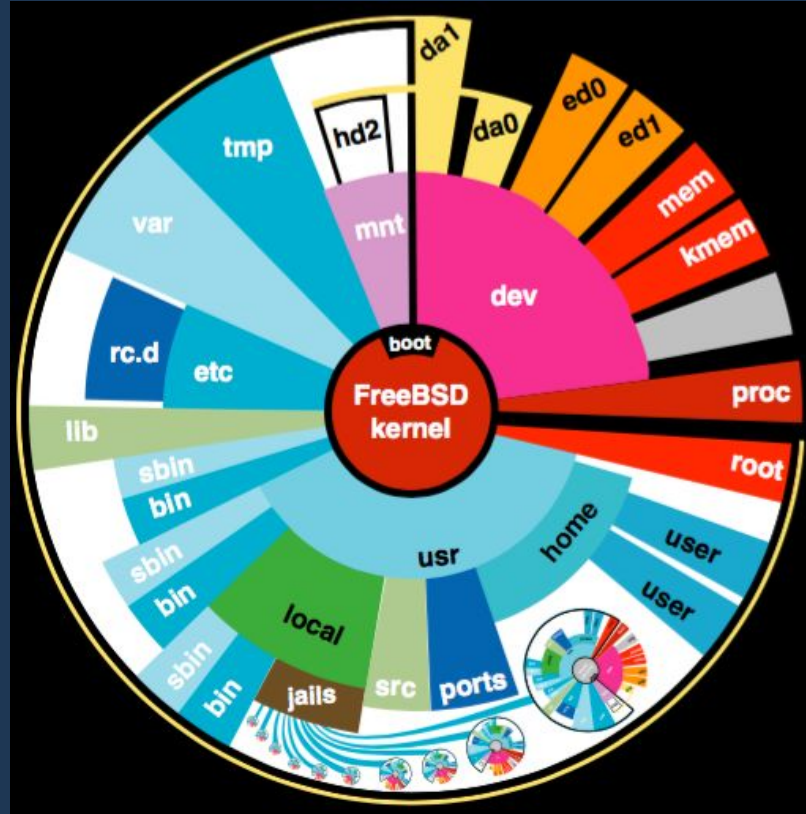 da1
ed0
da0
hd2
ed1
tmp
mem
var
mnt
kmem
dev
rc.d
etc
boot
FreeBSD
kernel
proc
lib
root
sbin
bin
home
user
usr
sbin
user
bin
local
sbin
bin
jails
src
ports